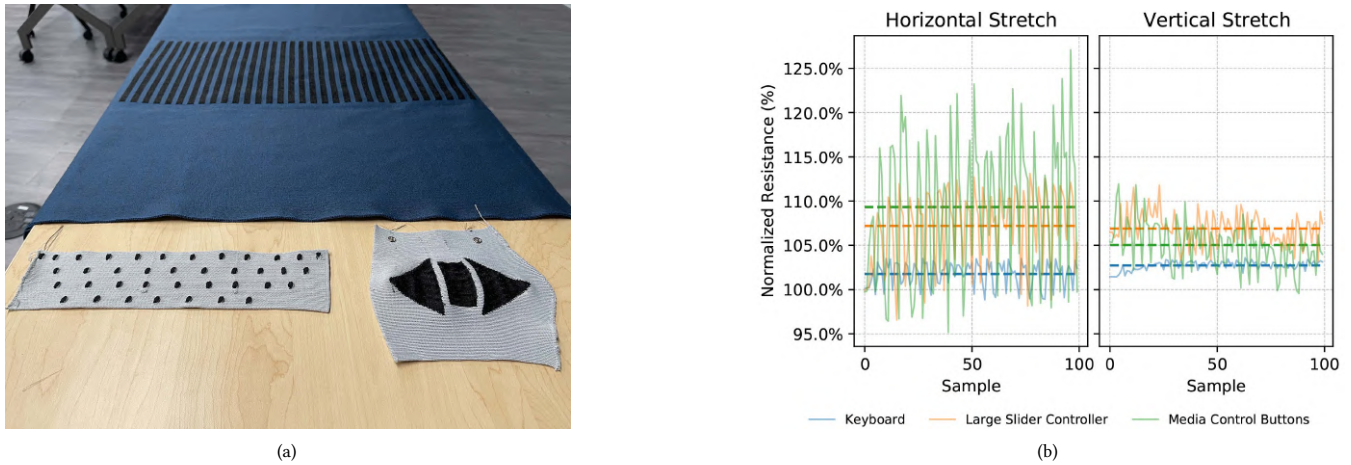 Horizontal Stretch
Vertical Stretch
Normalized Resistance (%)
125.0%
120.0%
115.0%
110.0%
105.0%
100.0%
95.0%
0
50
100
0
50
100
Sample
Sample
Keyboard
Large Slider Controller
Media Control Buttons
(a)
(b)